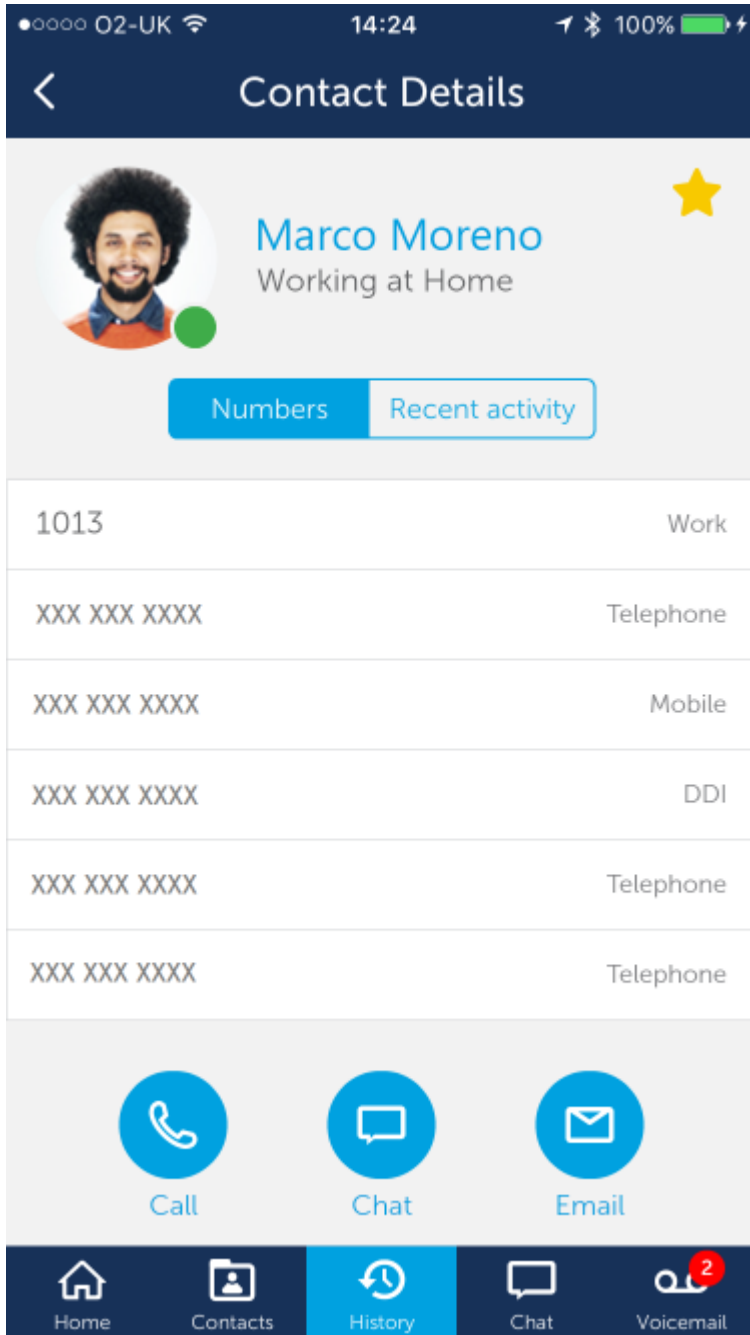 O2-UK 14:24 100%
Contact Details
Marco Moreno
Working at Home
Numbers Recent activity
1013 Work
XXX XXX XXXX Telephone
XXX XXX XXXX Mobile
XXX XXX XXXX DDI
XXX XXX XXXX Telephone
XXX XXX XXXX Telephone
Call Chat Email
2
Home Contacts History Chat Voicemail